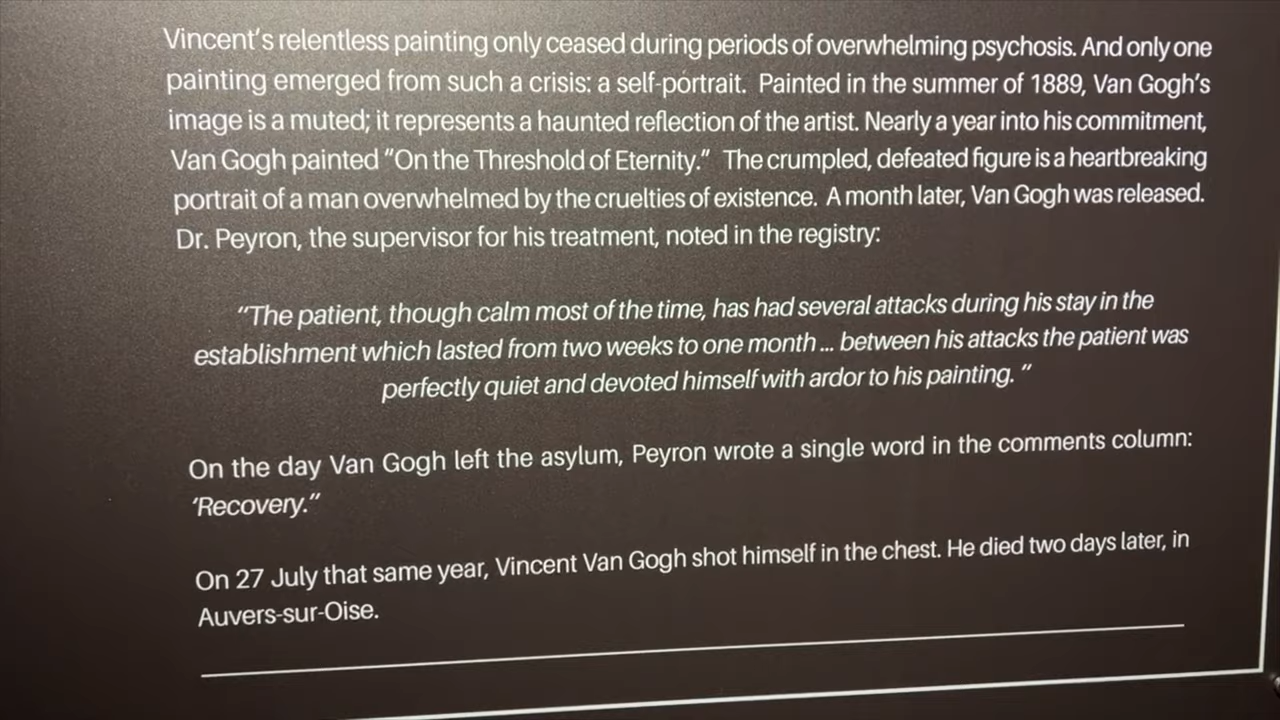 Vincent's relentless painting only ceased during periods of overwhelming psychosis. And only one
painting emerged from such a crisis: a self-portrait. Painted in the summer of 1889, Van Gogh's
image is a muted; it represents a haunted reflection of the artist. Nearly a year into his commitment,
Van Gogh painted "On the Threshold of Eternity." The crumpled, defeated figure is a heartbreaking
portrait of a man overwhelmed by the cruelties of existence. A month later, Van Gogh was released.
Dr. Peyron, the supervisor for his treatment, noted in the registry:
"The patient, though calm most of the time, has had several attacks during his stay in the
establishment which lasted from two weeks to one month ... between his attacks the patient was
perfectly quiet and devoted himself with ardor to his painting. "
On the day Van Gogh left the asylum, Peyron wrote a single word in the comments column:
'Recovery."
On 27 July that same year, Vincent Van Gogh shot himself in the chest. He died two days later, in
Auvers-sur-Oise.